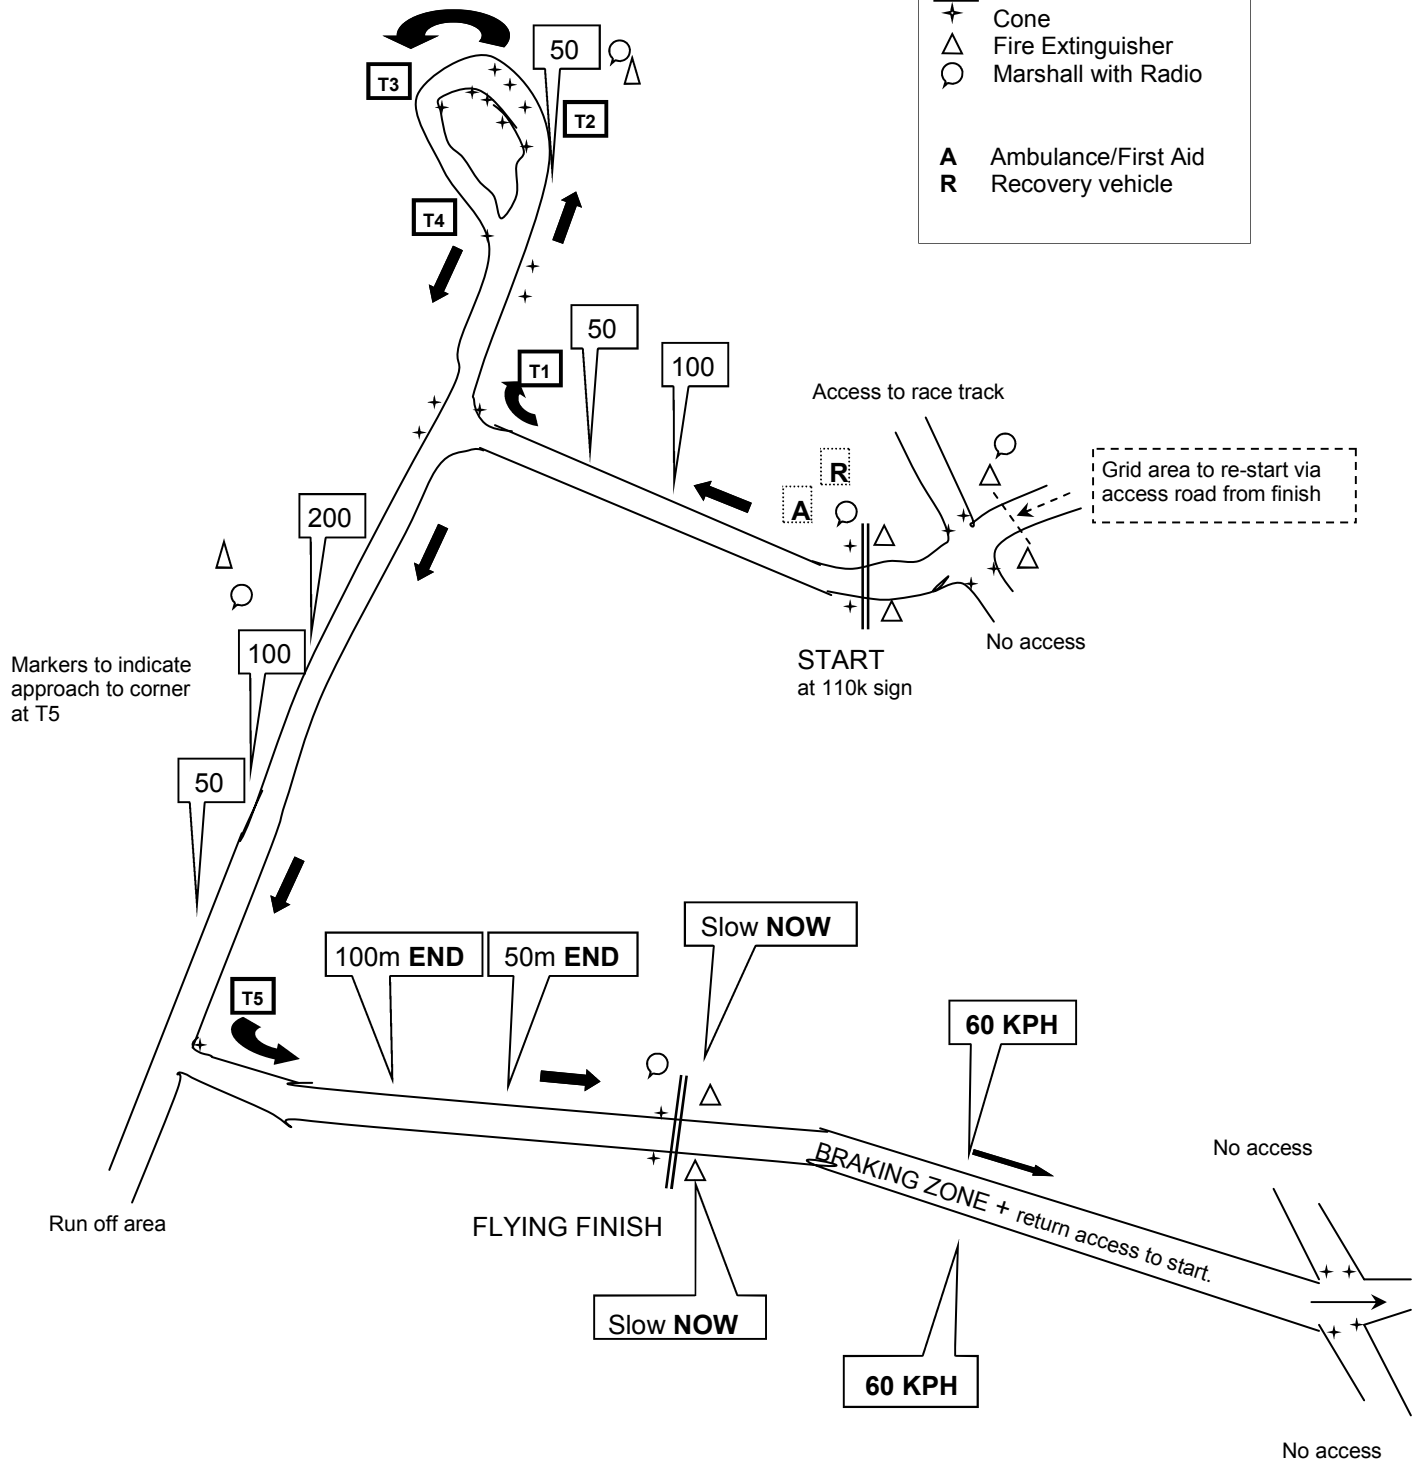 Cone
Fire Extinguisher
Marshall with Radio
A Ambulance/First Aid
R Recovery vehicle
50
T3
T2
T4
50
T1
100
Access to race track
R
A
Grid area to re-start via
access road from finish
200
100
No access
START
at 110k sign
Markers to indicate
approach to corner
at T5
50
Slow NOW
100m END
50m END
T5
60 KPH
No access
BRAKING ZONE + return access to start.
Run off area
FLYING FINISH
Slow NOW
60 KPH
No access